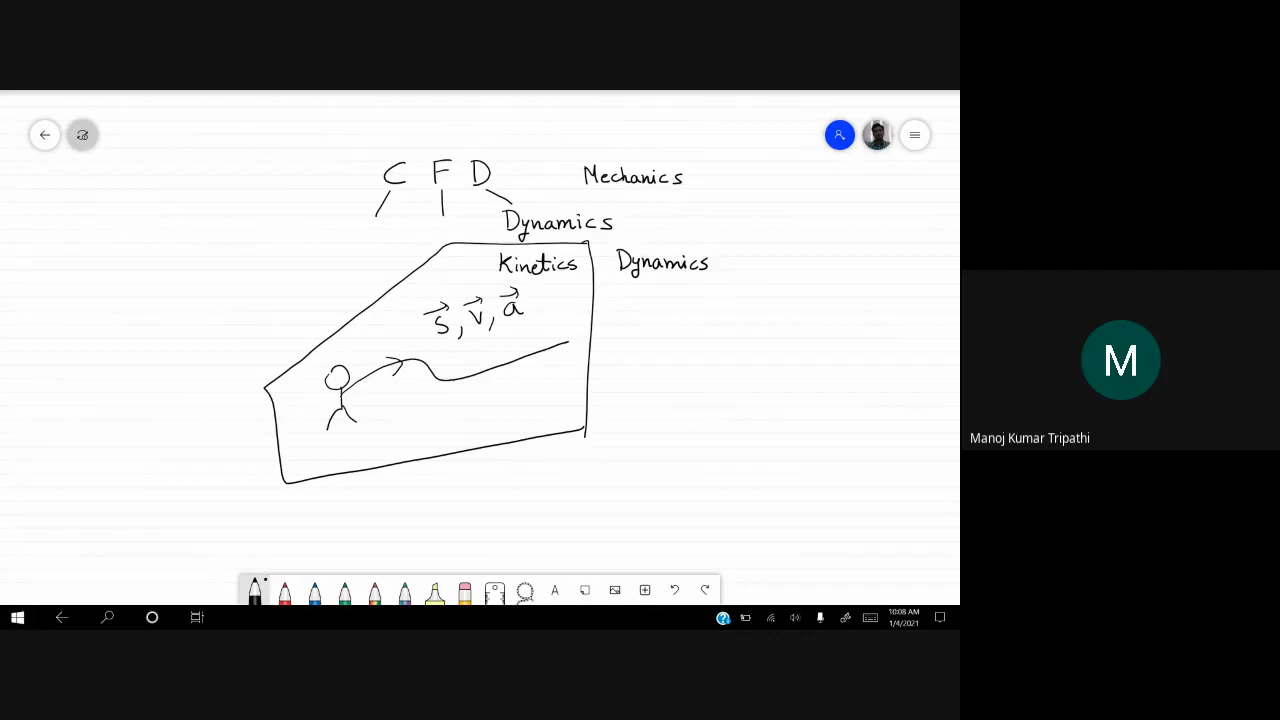 C F D Mechanics
Dynamics
Kinetics Dynamics
s, v, a
M
Manoj Kumar Tripathi
A
10:08 AM
1/4/2021